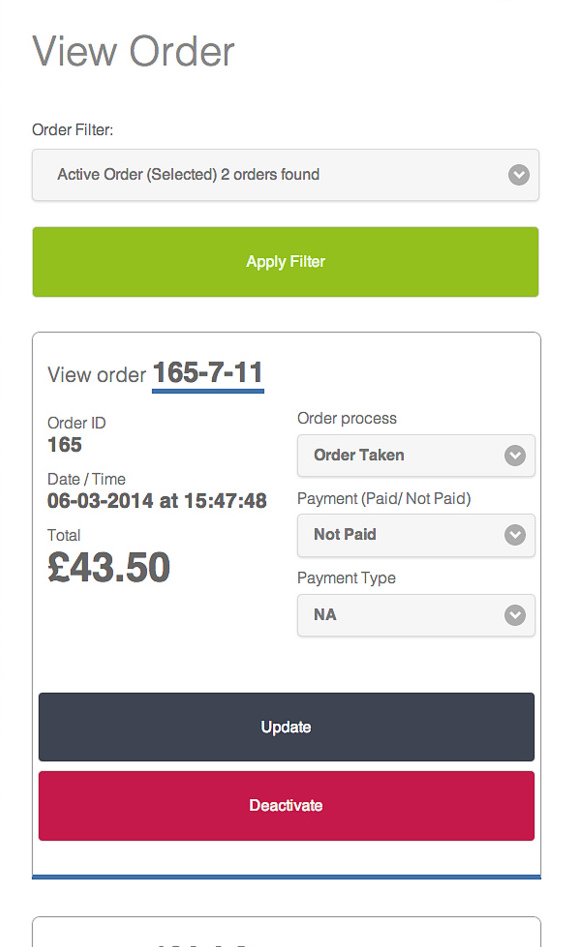 View Order
Order Filter:
Active Order (Selected) 2 orders found
Apply Filter
View order 165-7-11
Order ID
165
Date / Time
06-03-2014 at 15:47:48
Total
£43.50
Order process
Order Taken
Payment (Paid/ Not Paid)
Not Paid
Payment Type
NA
Update
Deactivate